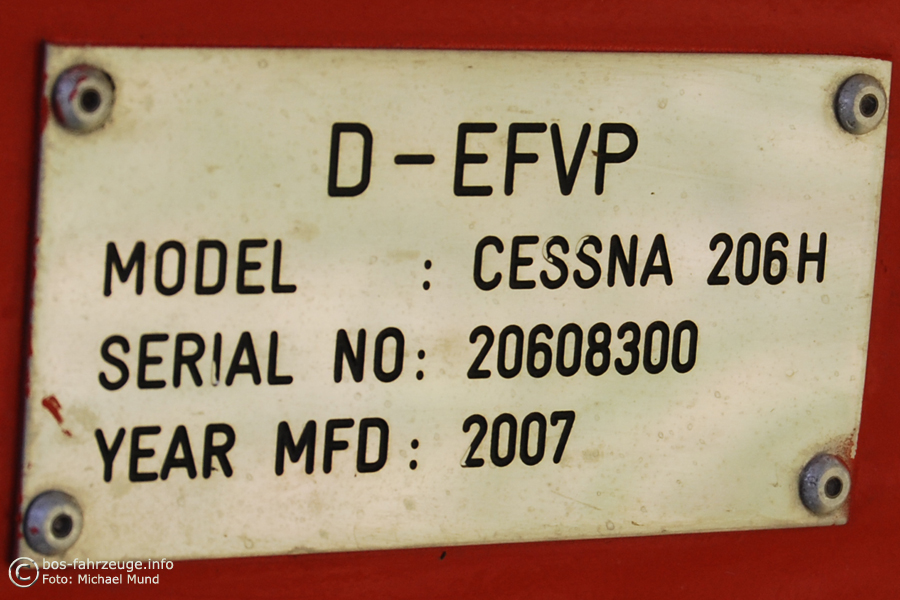 D-EFVP
MODEL : CESSNA 206H
SERIAL NO: 20608300
YEAR MFD: 2007
© bos-fahrzeuge.info
Foto: Michael Mund